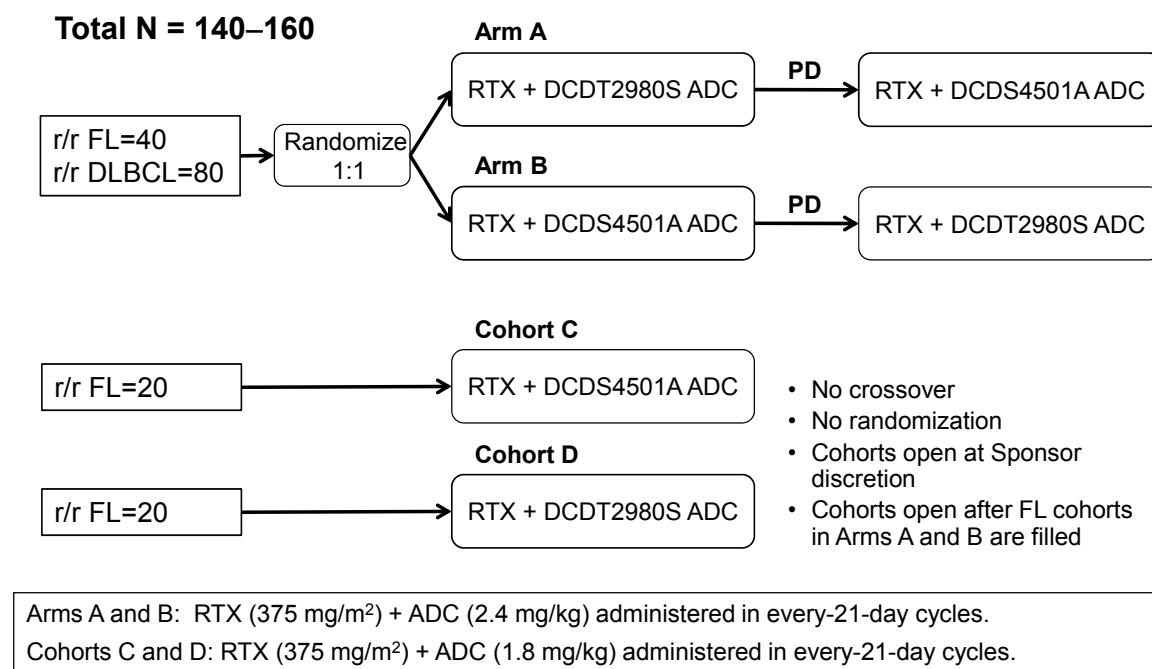 Total N = 140–160
Arm A
RTX + DCDT2980S ADC
PD
RTX + DCDS4501A ADC
r/r FL=40
r/r DLBCL=80
Randomize
1:1
Arm B
RTX + DCDS4501A ADC
PD
RTX + DCDT2980S ADC
Cohort C
r/r FL=20
RTX + DCDS4501A ADC
Cohort D
r/r FL=20
RTX + DCDT2980S ADC
• No crossover
• No randomization
• Cohorts open at Sponsor
discretion
• Cohorts open after FL cohorts
in Arms A and B are filled
Arms A and B: RTX (375 mg/m²) + ADC (2.4 mg/kg) administered in every-21-day cycles.
Cohorts C and D: RTX (375 mg/m²) + ADC (1.8 mg/kg) administered in every-21-day cycles.